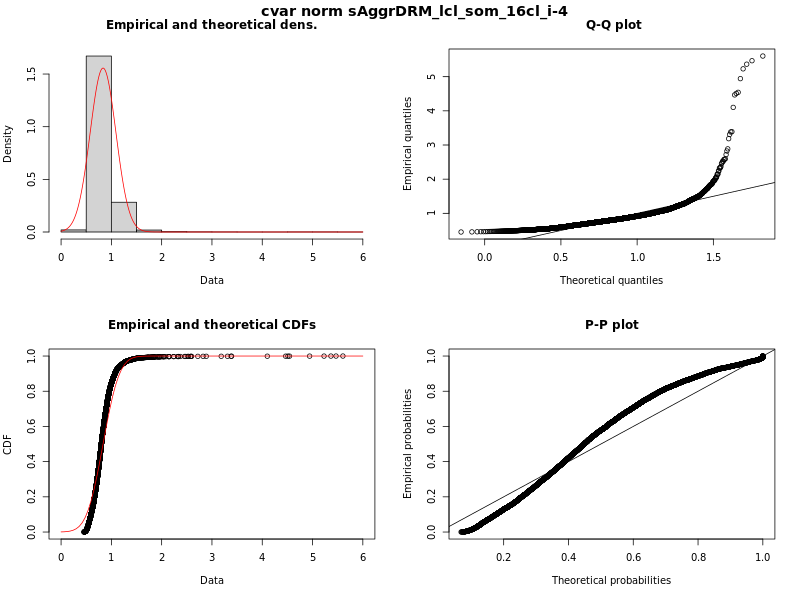 cvar norm sAggrDRM_lcl_som_16cl_i-4
Empirical and theoretical dens.
Density
0.0 0.5 1.0 1.5
0 1 2 3 4 5 6
Data
Q-Q plot
Empirical quantiles
1 2 3 4 5
0.0 0.5 1.0 1.5
Theoretical quantiles
Empirical and theoretical CDFs
CDF
0.0 0.2 0.4 0.6 0.8 1.0
0 1 2 3 4 5 6
Data
P-P plot
Empirical probabilities
0.0 0.2 0.4 0.6 0.8 1.0
0.2 0.4 0.6 0.8 1.0
Theoretical probabilities